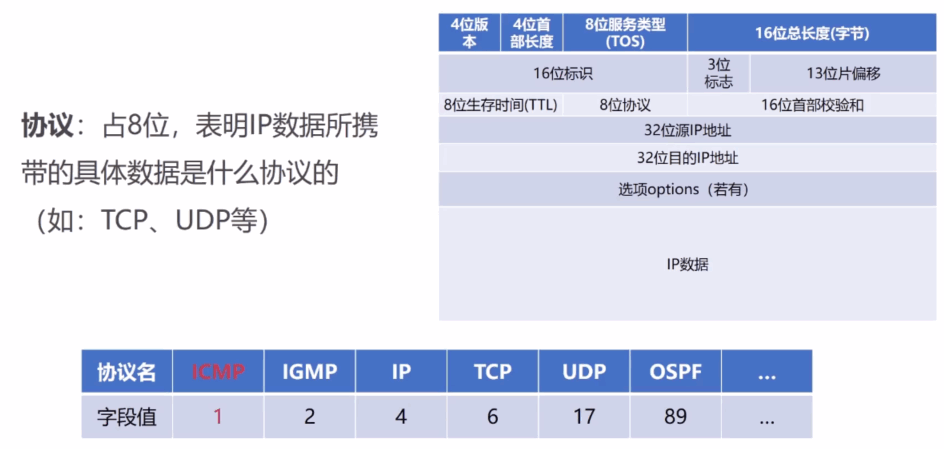 协议：占8位，表明IP数据所携
带的具体数据是什么协议的
（如：TCP、UDP等）
4位版本 4位首部长度 8位服务类型(TOS) 16位总长度(字节)
16位标识 3位标志 13位片偏移
8位生存时间(TTL) 8位协议 16位首部校验和
32位源IP地址
32位目的IP地址
选项options（若有）
IP数据
协议名 ICMP IGMP IP TCP UDP OSPF ...
字段值 1 2 4 6 17 89 ...